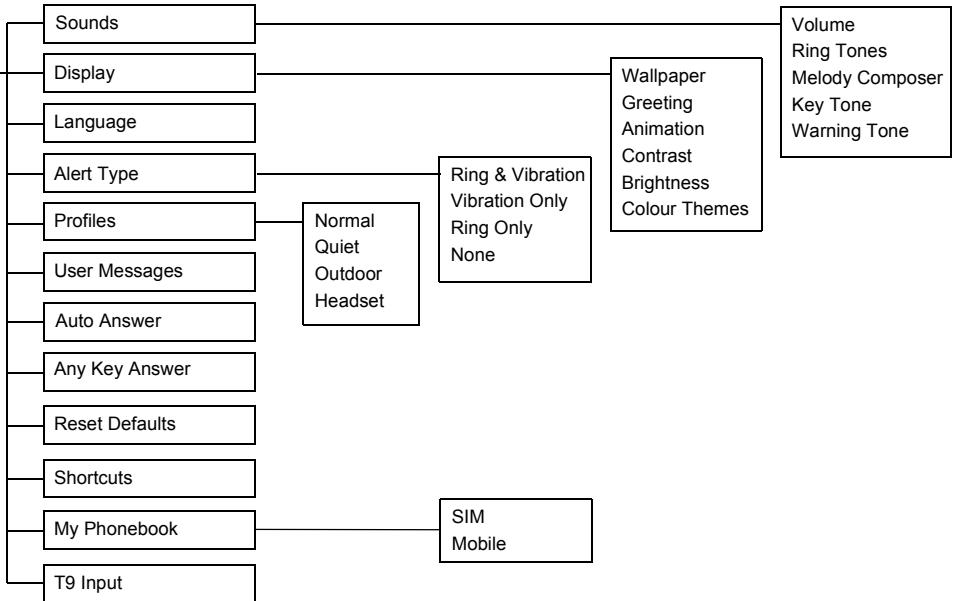 Sounds
Volume
Ring Tones
Melody Composer
Key Tone
Warning Tone
Display
Wallpaper
Greeting
Animation
Contrast
Brightness
Colour Themes
Language
Alert Type
Ring & Vibration
Vibration Only
Ring Only
None
Profiles
Normal
Quiet
Outdoor
Headset
User Messages
Auto Answer
Any Key Answer
Reset Defaults
Shortcuts
My Phonebook
SIM
Mobile
T9 Input